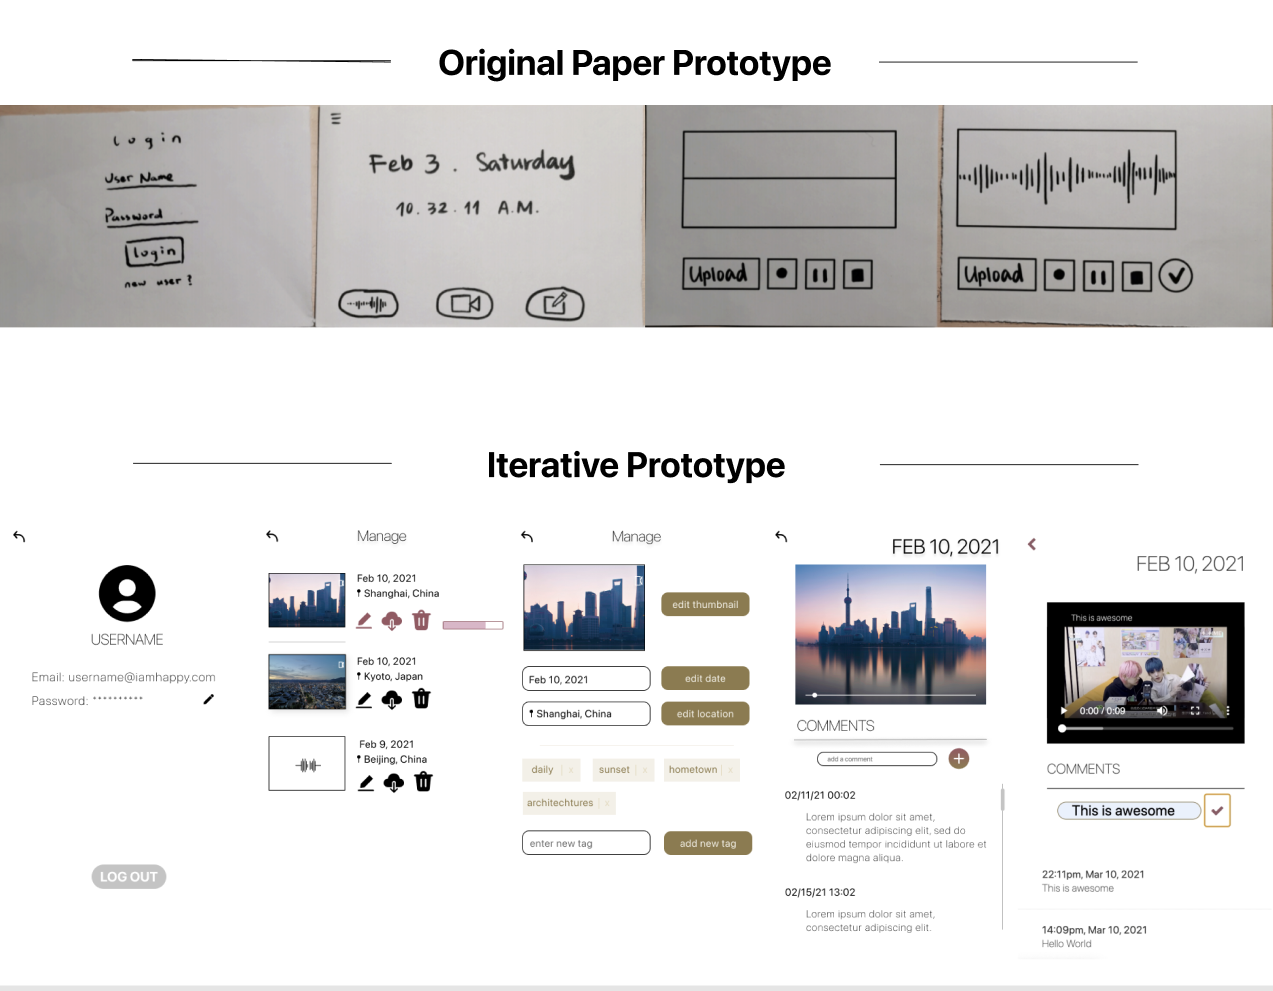 Original Paper Prototype
Login
User Name
Password
Login
new user?
Feb 3. Saturday
10.32.11 A.M.
Upload
Upload
Iterative Prototype
USERNAME
Email: username@iamhappy.com
Password: **********
LOG OUT
Manage
Feb 10, 2021
Shanghai, China
Feb 10, 2021
Kyoto, Japan
Feb 9, 2021
Beijing, China
Manage
edit thumbnail
Feb 10, 2021
edit date
Shanghai, China
edit location
daily | x
sunset | x
hometown | x
architechtures | x
enter new tag
add new tag
FEB 10, 2021
COMMENTS
add a comment
02/11/21 00:02
Lorem ipsum dolor sit amet,
consectetur adipiscing elit, sed do
eiusmod tempor incididunt ut labore et
dolore magna aliqua.
02/15/21 13:02
Lorem ipsum dolor sit amet,
consectetur adipiscing elit.
FEB 10, 2021
This is awesome
0:00 / 0:09
COMMENTS
This is awesome
22:11pm, Mar 10, 2021
This is awesome
14:09pm, Mar 10, 2021
Hello World